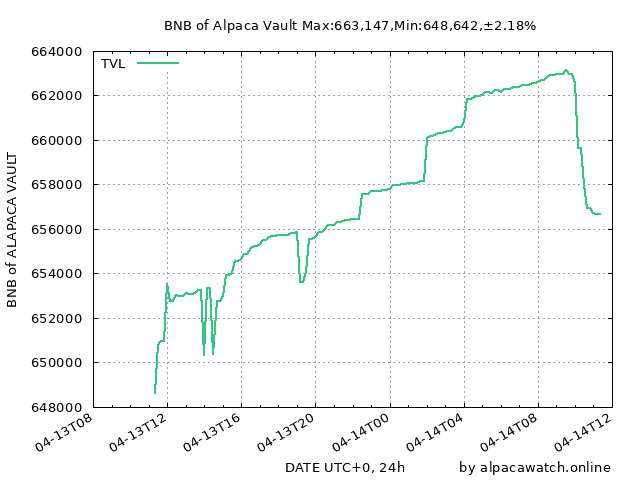 BNB of Alpaca Vault Max:663,147,Min:648,642,±2.18%
TVL
664000
662000
660000
658000
656000
654000
652000
650000
648000
BNB of ALAPACA VAULT
04-13T08
04-13T12
04-13T16
04-13T20
04-14T00
04-14T04
04-14T08
04-14T12
DATE UTC+0, 24h
by alpacawatch.online